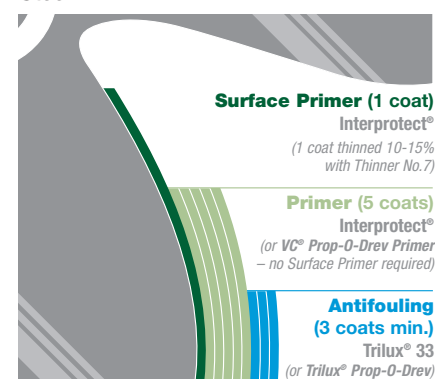 Surface Primer (1 coat)
Interprotect®
(1 coat thinned 10-15%
with Thinner No.7)
Primer (5 coats)
Interprotect®
(or VC® Prop-O-Drev Primer
– no Surface Primer required)
Antifouling
(3 coats min.)
Trilux® 33
(or Trilux® Prop-O-Drev)